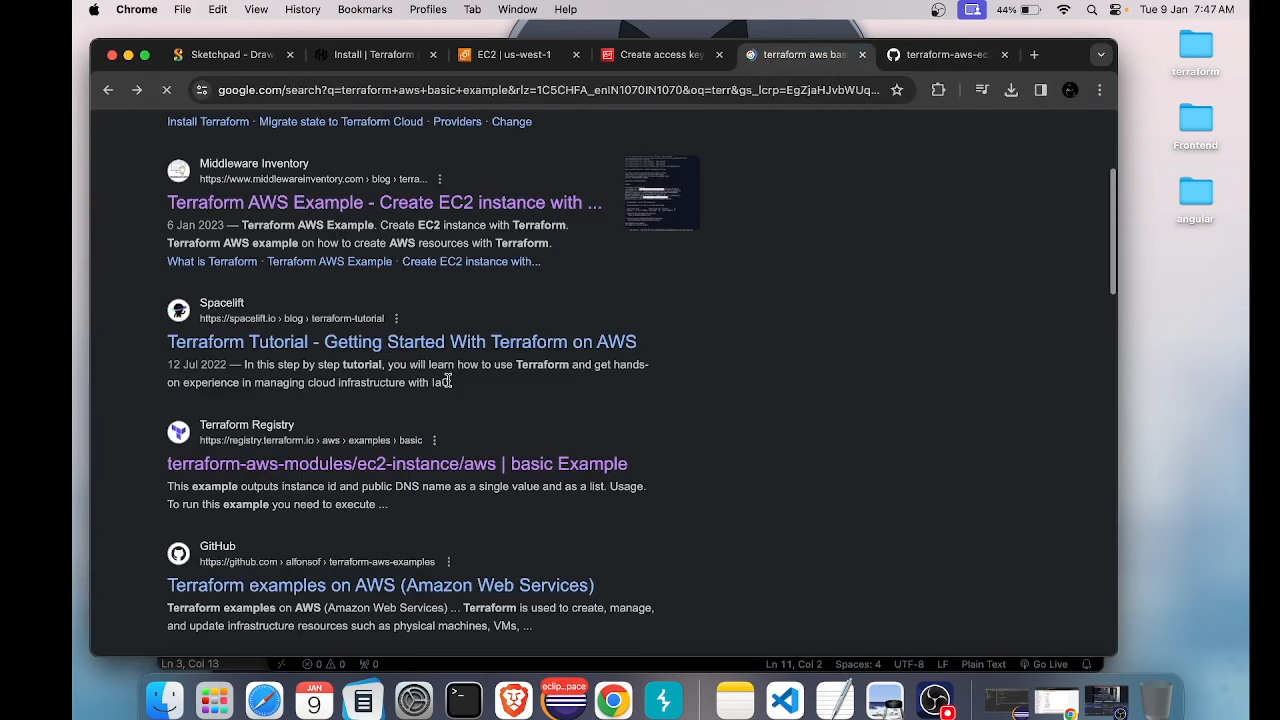 Chrome File Edit View History Bookmarks Profiles Tab Window Help 44% Tue 9 Jan 7:47 AM
Sketchpad - Draw Install | Terraform us-west-1 Create access key terraform aws bas terraform-aws-ec
google.com/search?q=terraform+aws+basic+sample&rlz=1C5CHFA_enIN1070IN1070&oq=terr&gs_lcrp=EgZjaHJvbWUq...
terraform
Frontend
angular
Install Terraform · Migrate state to Terraform Cloud · Providers · Change
Middleware Inventory
https://www.middlewareinventory.com › blog › terra...
Terraform AWS Example - Create EC2 instance with ...
6 days ago — Terraform AWS Example – Create EC2 instance with Terraform.
Terraform AWS Example on how to create AWS resources with Terraform.
What is Terraform · Terraform AWS Example · Create EC2 instance with...
Spacelift
https://spacelift.io › blog › terraform-tutorial
Terraform Tutorial - Getting Started With Terraform on AWS
12 Jul 2022 — In this step by step tutorial, you will learn how to use Terraform and get hands-
on experience in managing cloud infrastructure with
Terraform Registry
https://registry.terraform.io › aws › examples › basic
terraform-aws-modules/ec2-instance/aws | basic Example
This example outputs instance id and public DNS name as a single value and as a list. Usage.
To run this example you need to execute ...
GitHub
https://github.com › alfonsof › terraform-aws-examples
Terraform examples on AWS (Amazon Web Services)
Terraform examples on AWS (Amazon Web Services) ... Terraform is used to create, manage,
and update infrastructure resources such as physical machines, VMs, ...
Ln 3, Col 13 0 0 0 Ln 11, Col 2 Spaces: 4 UTF-8 LF Plain Text Go Live
JAN
9
eclip...pace